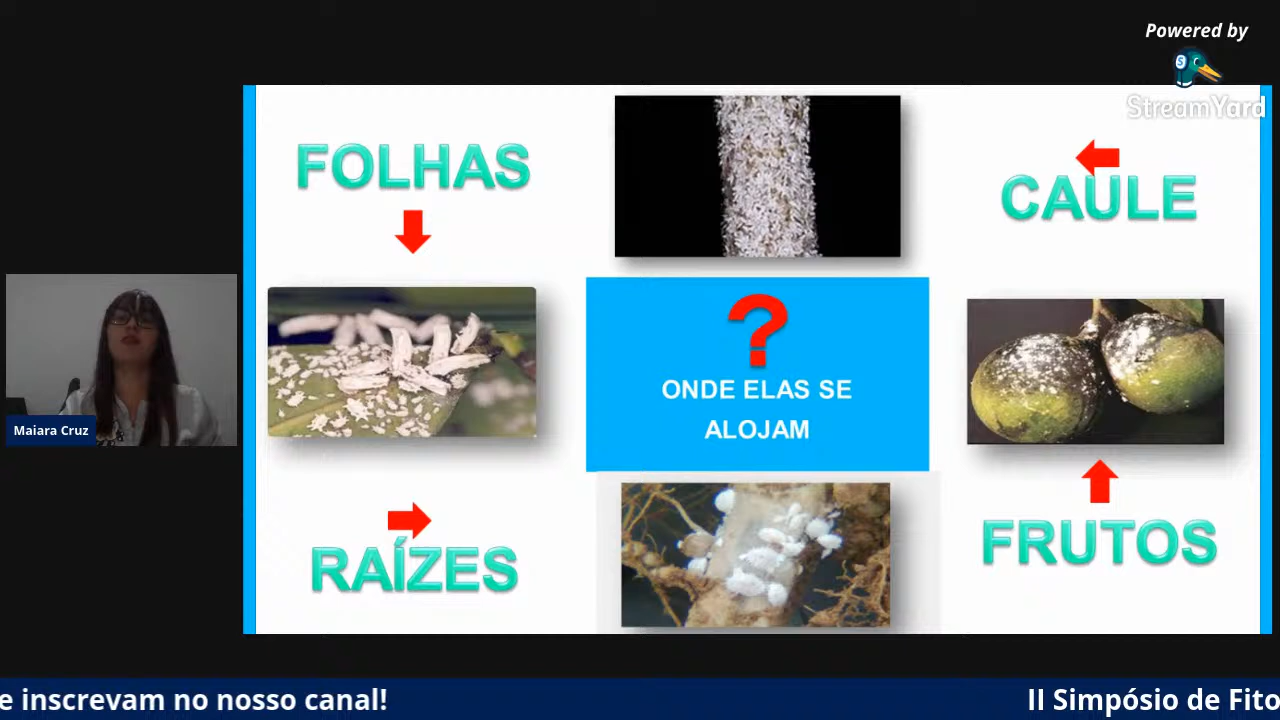 Powered by
S
StreamYard
FOLHAS
CAULE
?
ONDE ELAS SE
ALOJAM
Maiara Cruz
RAÍZES
FRUTOS
e inscrevam no nosso canal!
II Simpósio de Fito